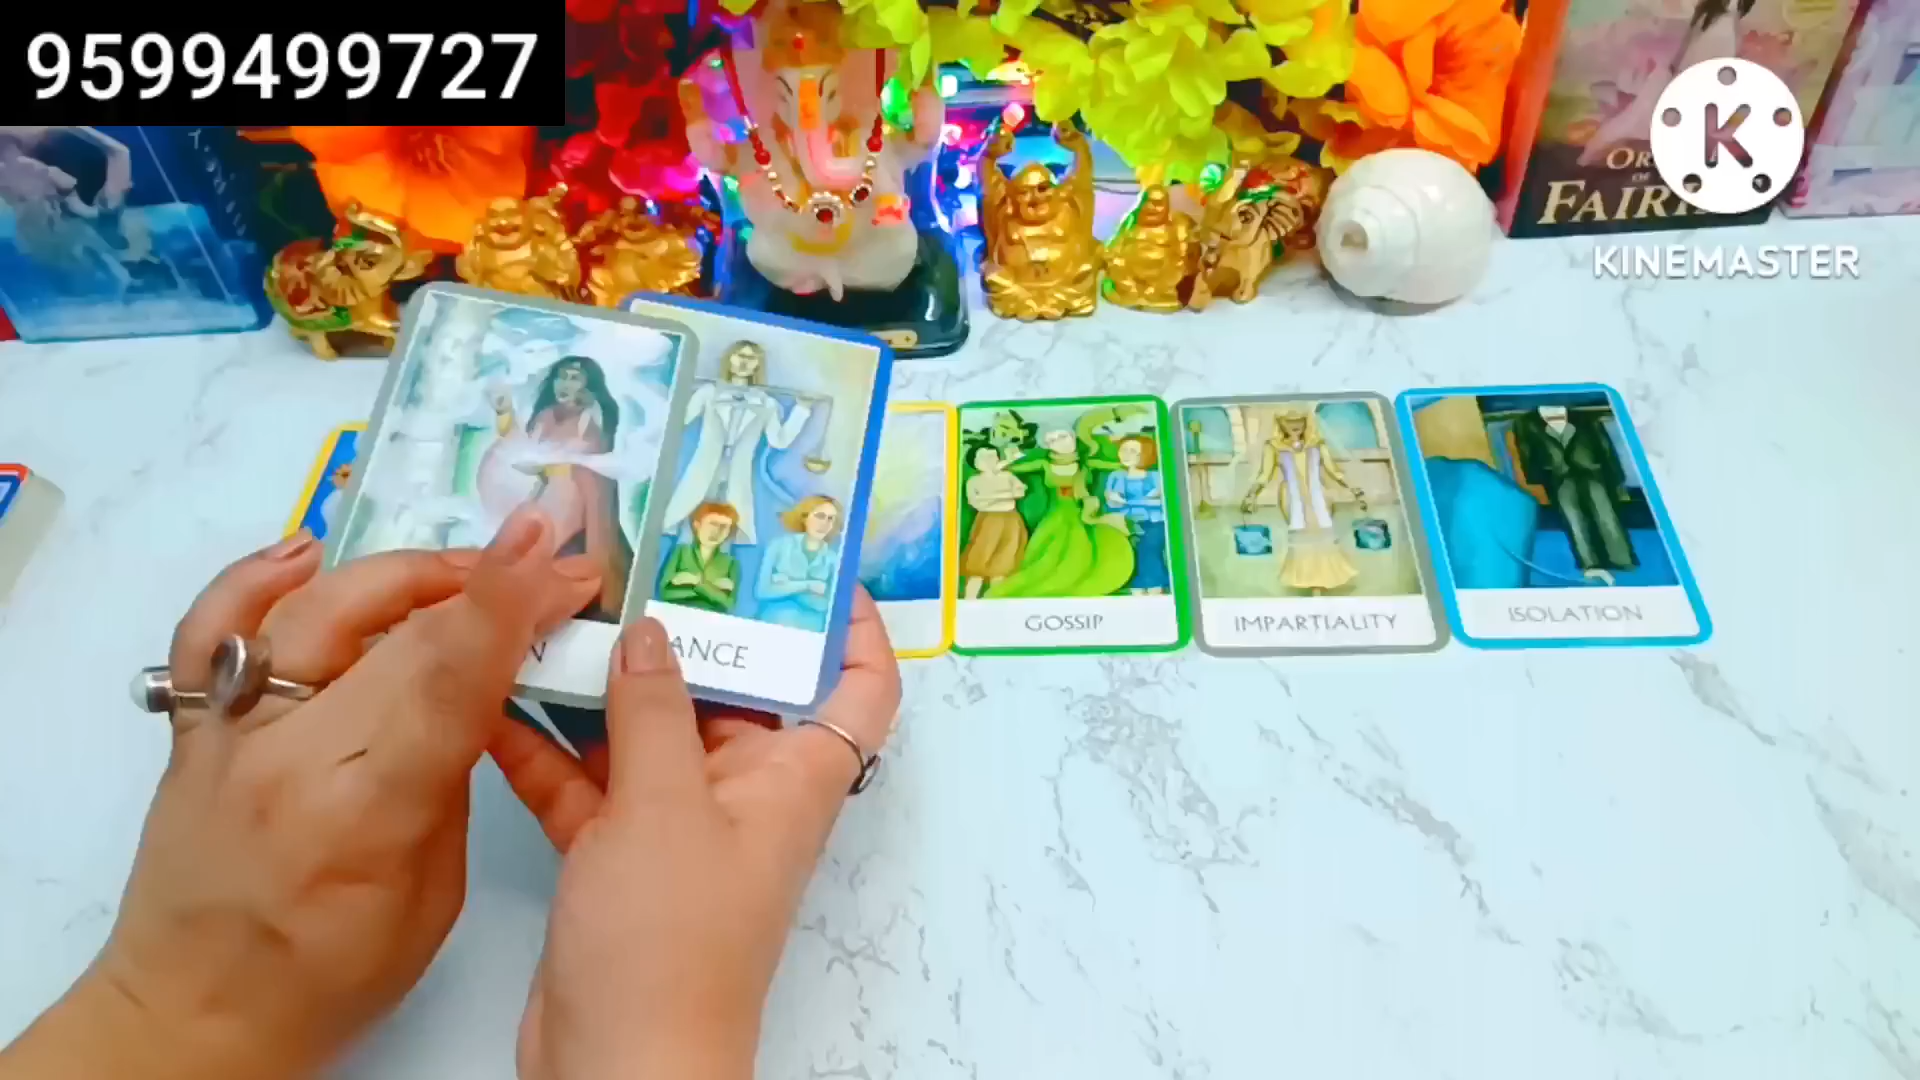 9599499727
KINEMASTER
FAIRI
GOSSIP
IMPARTIALITY
ISOLATION
ANCE
N